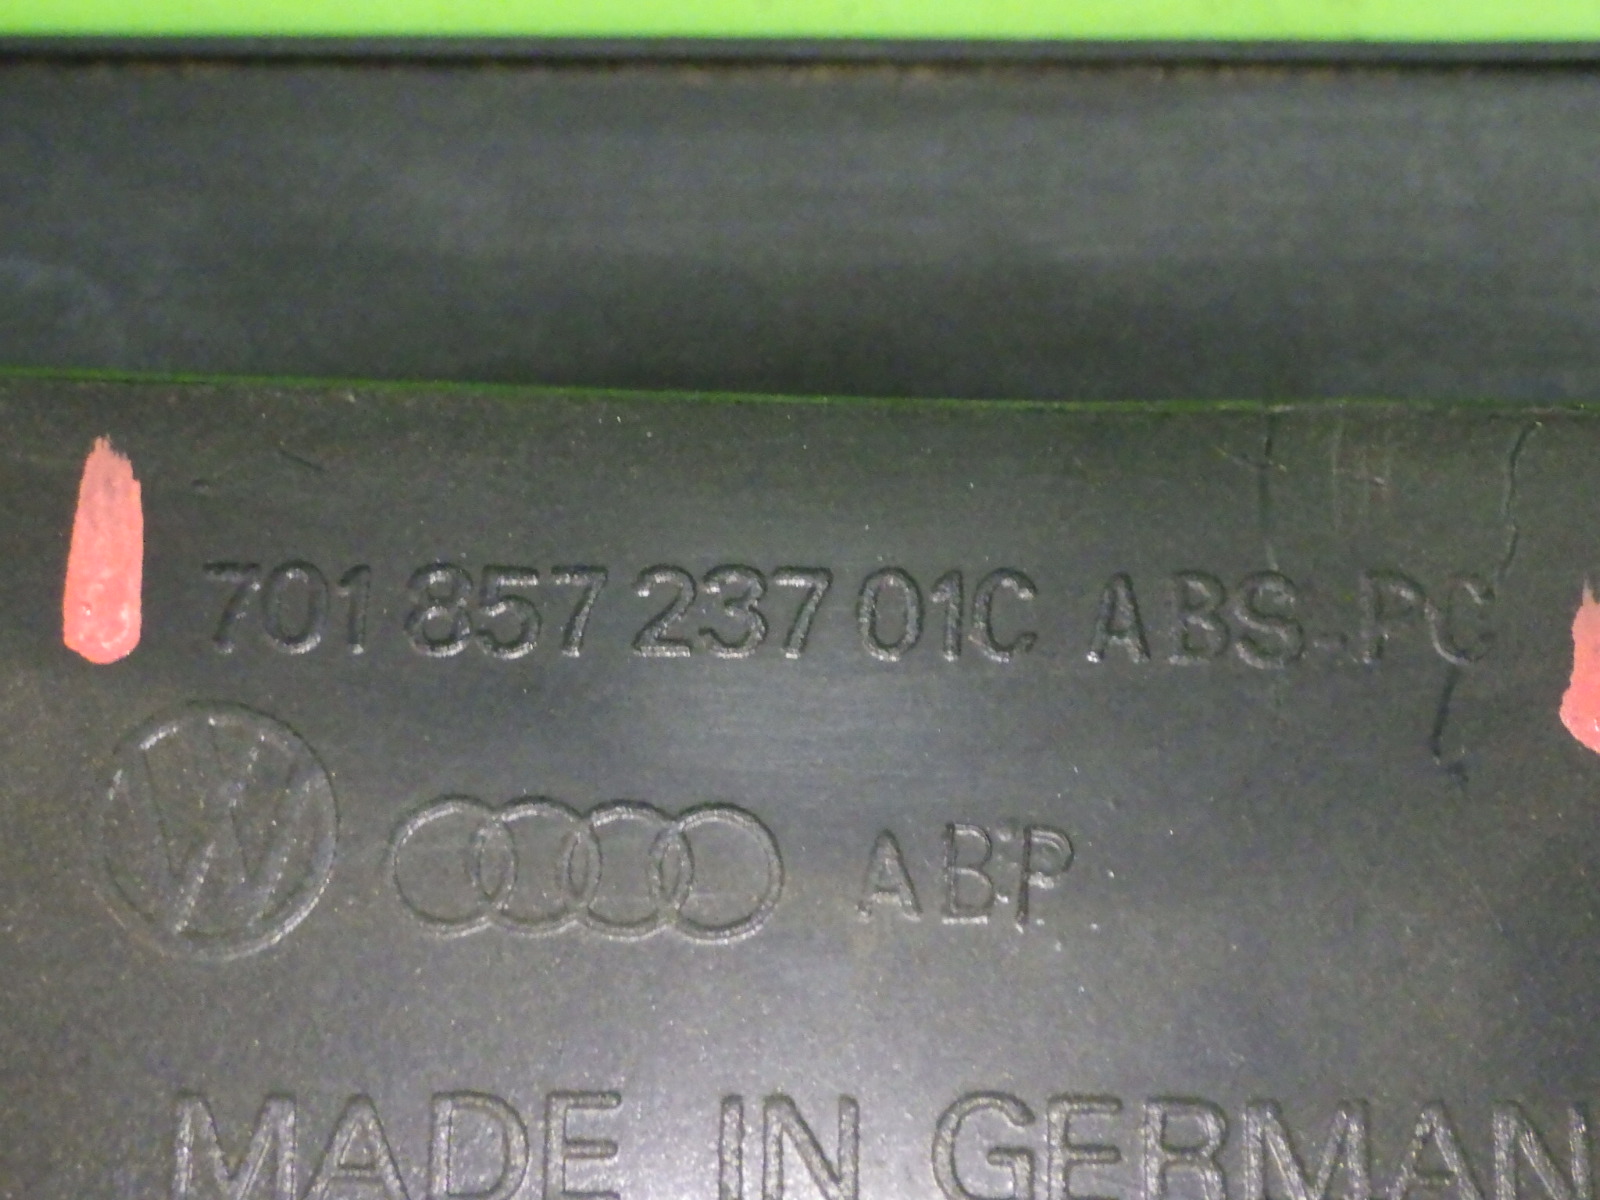 701 857 237 01C ABS-PC
ABP
MADE IN GERMAN